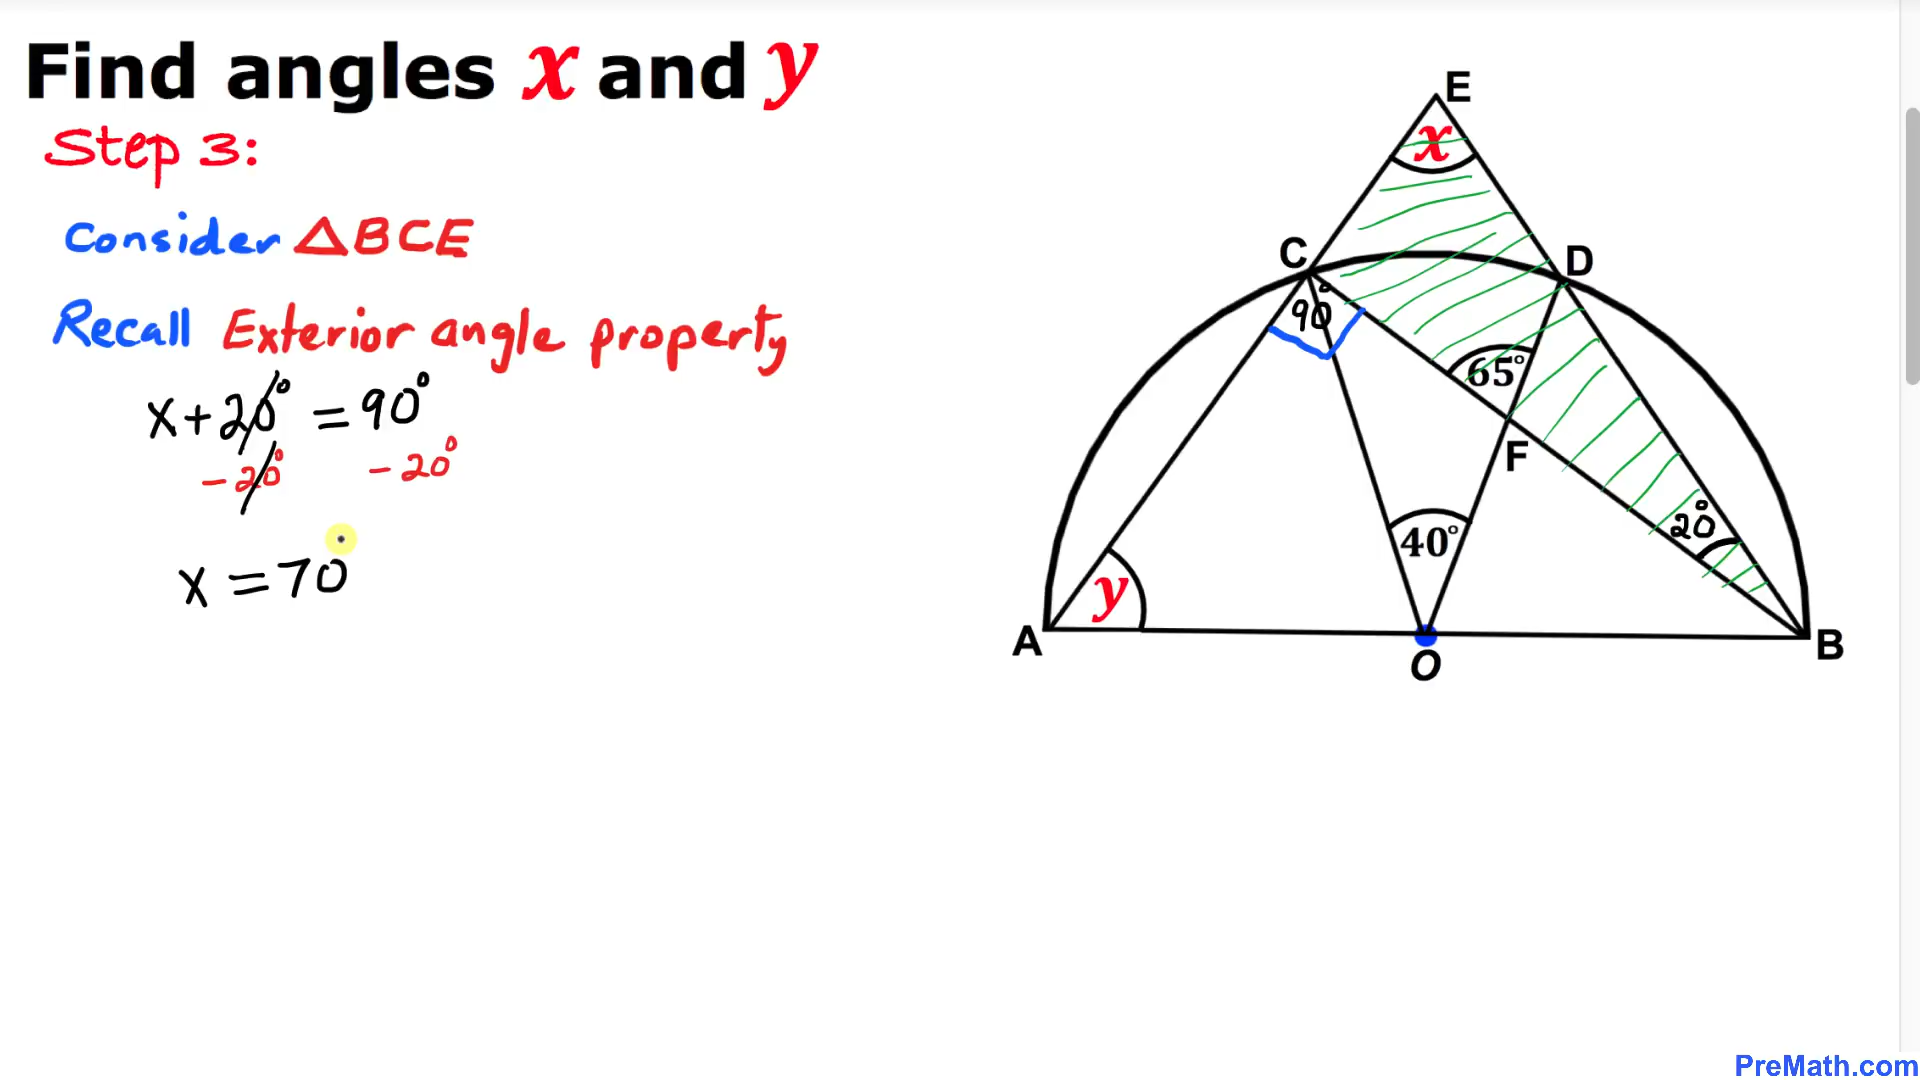 Find angles x and y
Step 3:
Consider △BCE
Recall Exterior angle property
x + 20° = 90°
- 20° - 20°
x = 70
E
x
C
D
90°
65°
F
20°
40°
y
A
O
B
PreMath.com